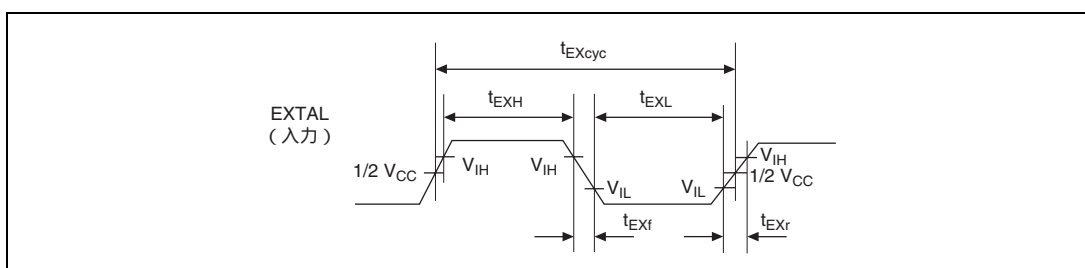 tEXcyc
tEXH
tEXL
EXTAL
(入力)
1/2 VCC
VIH
VIH
VIL
VIL
VIH
1/2 VCC
tEXf
tEXr